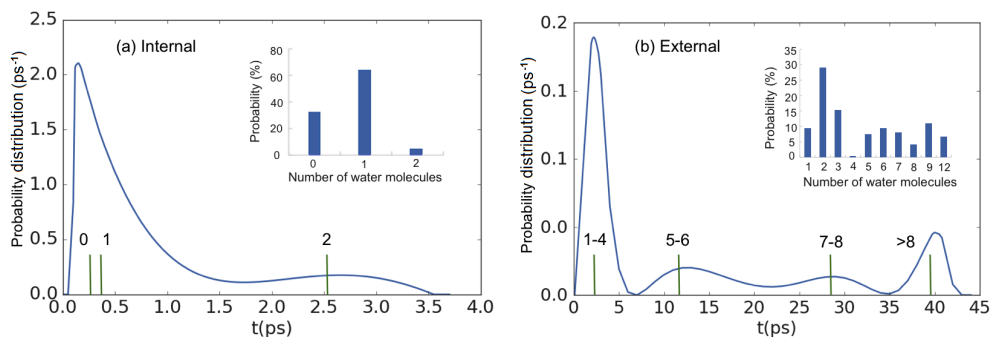 (a) Internal
Probability distribution (ps⁻¹)
2.5
2.0
1.5
1.0
0.5
0.0
0.0 0.5 1.0 1.5 2.0 2.5 3.0 3.5 4.0
t(ps)
0 1 2
Probability (%)
80
60
40
20
0
0 1 2
Number of water molecules
(b) External
Probability distribution (ps⁻¹)
0.2
0.1
0.1
0.0
0.0
0 5 10 15 20 25 30 35 40 45
t(ps)
1-4 5-6 7-8 >8
Probability (%)
35
30
25
20
15
10
5
0
1 2 3 4 5 6 7 8 9 12
Number of water molecules